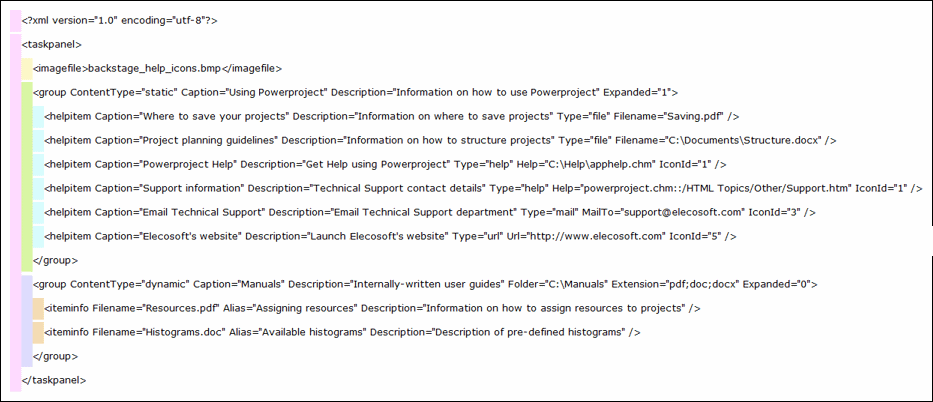 <?xml version="1.0" encoding="utf-8"?>
<taskpanel>
<imagefile>backstage_help_icons.bmp</imagefile>
<group ContentType="static" Caption="Using Powerproject" Description="Information on how to use Powerproject" Expanded="1">
<helpitem Caption="Where to save your projects" Description="Information on where to save projects" Type="file" Filename="Saving.pdf" />
<helpitem Caption="Project planning guidelines" Description="Information on how to structure projects" Type="file" Filename="C:\Documents\Structure.docx" />
<helpitem Caption="Powerproject Help" Description="Get Help using Powerproject" Type="help" Help="C:\Help\apphelp.chm" IconId="1" />
<helpitem Caption="Support information" Description="Technical Support contact details" Type="help" Help="powerproject.chm::/HTML Topics/Other/Support.htm" IconId="1" />
<helpitem Caption="Email Technical Support" Description="Email Technical Support department" Type="mail" MailTo="support@elecosoft.com" IconId="3" />
<helpitem Caption="Elecosoft's website" Description="Launch Elecosoft's website" Type="url" Url="http://www.elecosoft.com" IconId="5" />
</group>
<group ContentType="dynamic" Caption="Manuals" Description="Internally-written user guides" Folder="C:\Manuals" Extension="pdf;doc;docx" Expanded="0">
<iteminfo Filename="Resources.pdf" Alias="Assigning resources" Description="Information on how to assign resources to projects" />
<iteminfo Filename="Histograms.doc" Alias="Available histograms" Description="Description of pre-defined histograms" />
</group>
</taskpanel>